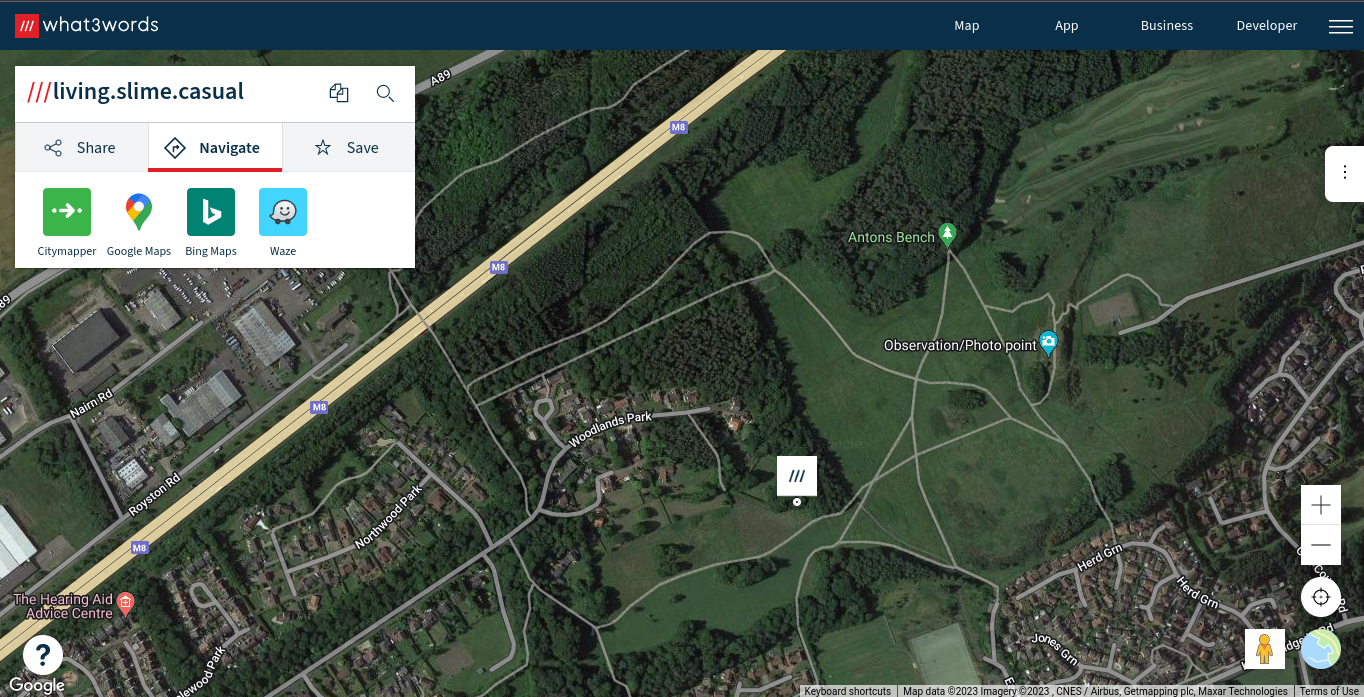 /// what3words
Map
App
Business
Developer
///living.slime.casual
Share
Navigate
Save
Citymapper
Google Maps
Bing Maps
Waze
A89
M8
Antons Bench
M8
Observation/Photo point
Nairn Rd
M8
Woodlands Park
///
Royston Rd
Northwood Park
M8
Herd Grn
Herd Grn
The Hearing Aid
Advice Centre
Jones Grn
?
Google
Keyboard shortcuts
Map data ©2023 Imagery ©2023 , CNES / Airbus, Getmapping plc, Maxar Technologies
Terms of Use